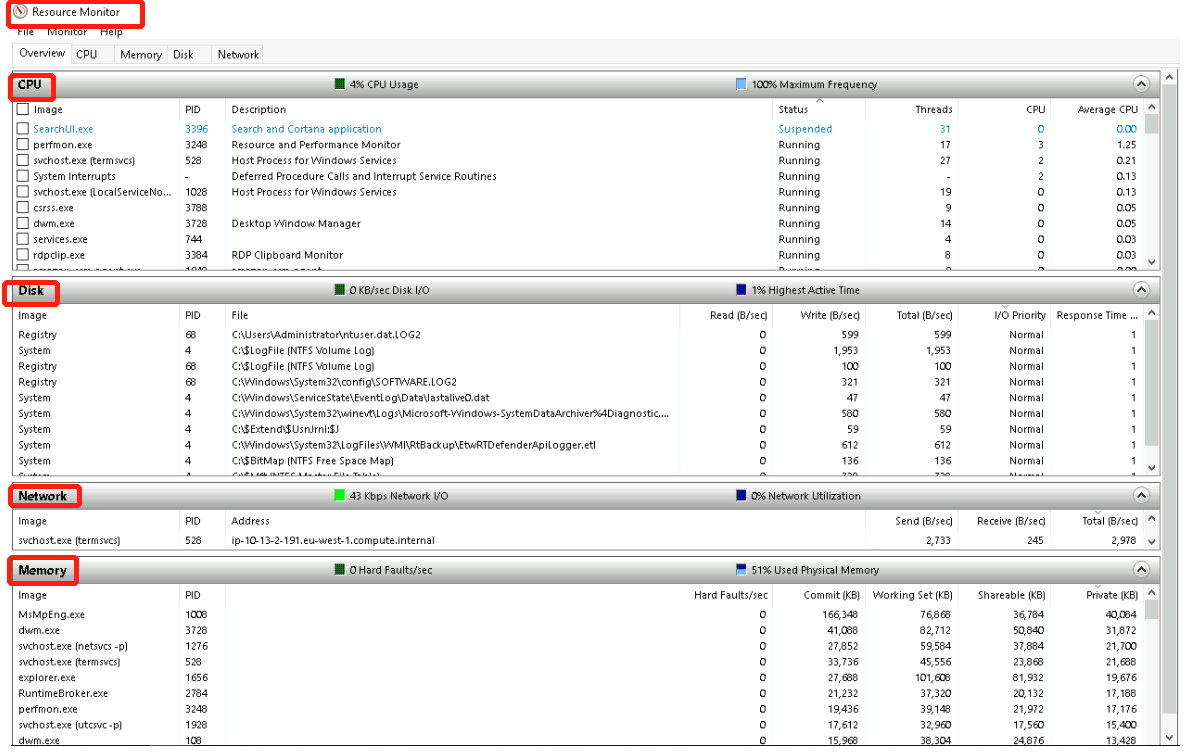 Resource Monitor
File Monitor Help
Overview CPU Memory Disk Network
CPU 4% CPU Usage 100% Maximum Frequency
Image PID Description Status Threads CPU Average CPU
SearchUI.exe 3396 Search and Cortana application Suspended 31 0 0.00
perfmon.exe 3248 Resource and Performance Monitor Running 17 3 1.25
svchost.exe (termsvcs) 528 Host Process for Windows Services Running 27 2 0.21
System Interrupts - Deferred Procedure Calls and Interrupt Service Routines Running - 2 0.13
svchost.exe (LocalServiceNo... 1028 Host Process for Windows Services Running 19 0 0.13
csrss.exe 3788 Running 9 0 0.05
dwm.exe 3728 Desktop Window Manager Running 14 0 0.05
services.exe 744 Running 4 0 0.03
rdpclip.exe 3384 RDP Clipboard Monitor Running 8 0 0.03
Disk 0 KB/sec Disk I/O 1% Highest Active Time
Image PID File Read (B/sec) Write (B/sec) Total (B/sec) I/O Priority Response Time ...
Registry 68 C:\Users\Administrator\ntuser.dat.LOG2 0 599 599 Normal 1
System 4 C:\$LogFile (NTFS Volume Log) 0 1,953 1,953 Normal 1
Registry 68 C:\$LogFile (NTFS Volume Log) 0 100 100 Normal 1
Registry 68 C:\Windows\System32\config\SOFTWARE.LOG2 0 321 321 Normal 1
System 4 C:\Windows\ServiceState\EventLog\Data\lastalive0.dat 0 47 47 Normal 1
System 4 C:\Windows\System32\winevt\Logs\Microsoft-Windows-SystemDataArchiver%4Diagnostic.... 0 580 580 Normal 1
System 4 C:\$Extend\$UsnJrnl:$J 0 59 59 Normal 1
System 4 C:\Windows\System32\LogFiles\WMI\RtBackup\EtwRTDefenderApiLogger.etl 0 612 612 Normal 1
System 4 C:\$BitMap (NTFS Free Space Map) 0 136 136 Normal 1
Network 43 Kbps Network I/O 0% Network Utilization
Image PID Address Send (B/sec) Receive (B/sec) Total (B/sec)
svchost.exe (termsvcs) 528 ip-10-13-2-191.eu-west-1.compute.internal 2,733 245 2,978
Memory 0 Hard Faults/sec 51% Used Physical Memory
Image PID Hard Faults/sec Commit (KB) Working Set (KB) Shareable (KB) Private (KB)
MsMpEng.exe 1008 0 166,348 76,868 36,784 40,084
dwm.exe 3728 0 41,088 82,712 50,840 31,872
svchost.exe (netsvcs -p) 1276 0 27,852 59,584 37,884 21,700
svchost.exe (termsvcs) 528 0 33,736 45,556 23,868 21,688
explorer.exe 1656 0 27,688 101,608 81,932 19,676
RuntimeBroker.exe 2784 0 21,232 37,320 20,132 17,188
perfmon.exe 3248 0 19,436 39,148 21,972 17,176
svchost.exe (utcsvc -p) 1928 0 17,612 32,960 17,560 15,400
dwm.exe 108 0 15,968 38,304 24,876 13,428